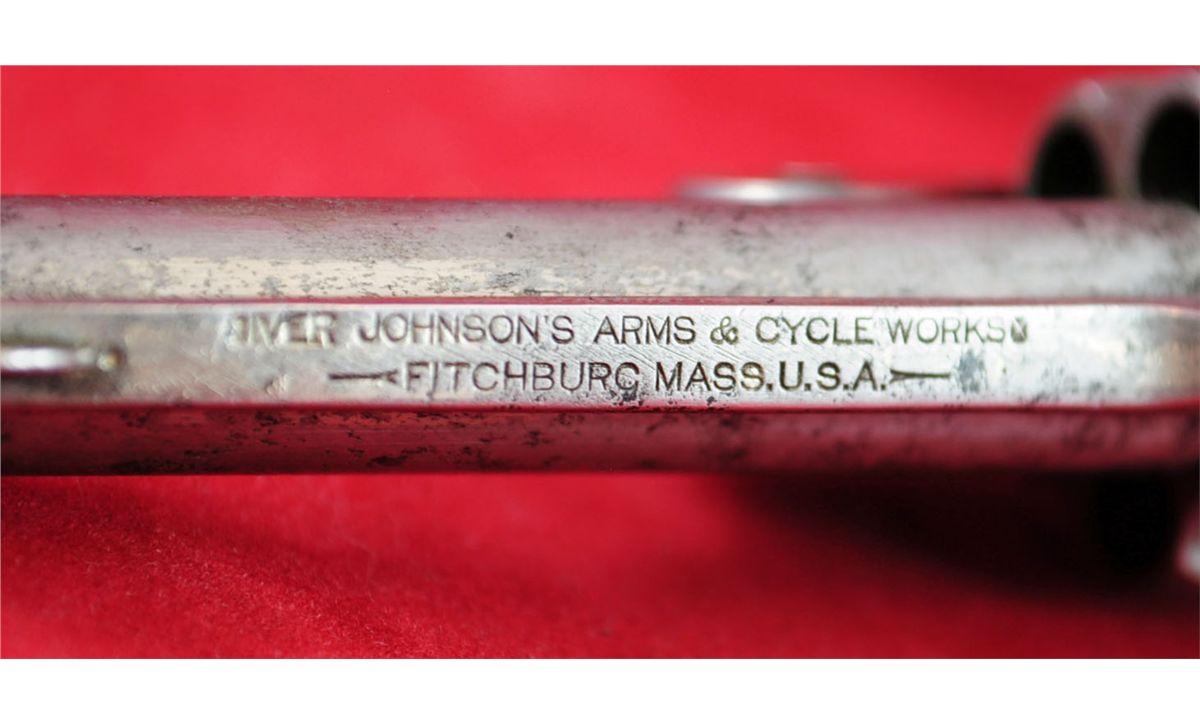 IVER JOHNSON'S ARMS & CYCLE WORKS
FITCHBURG MASS. U.S.A.